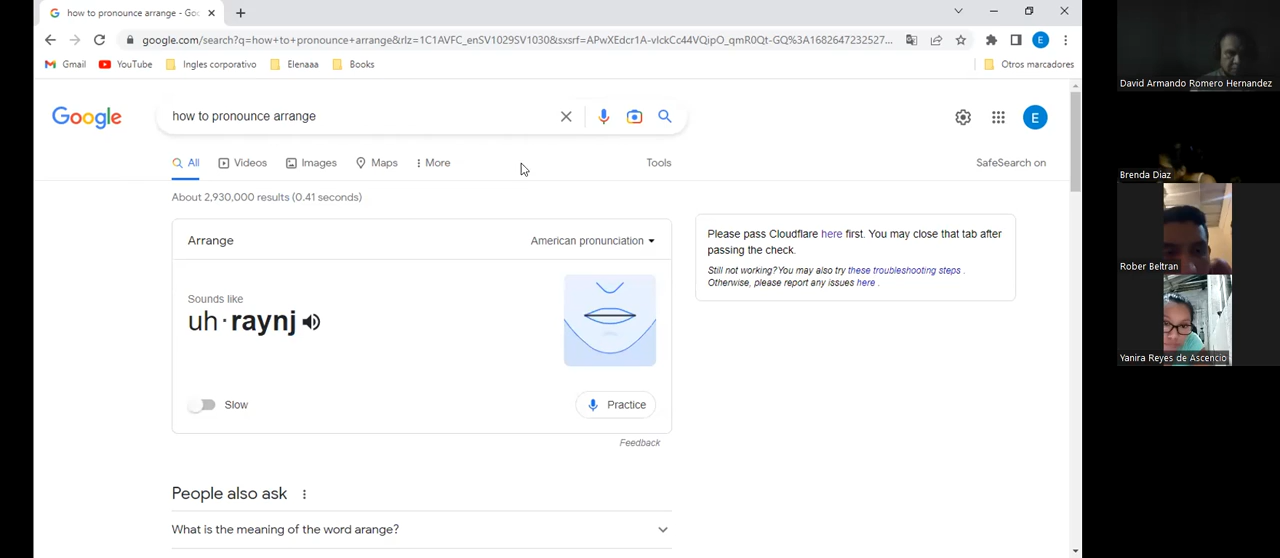 how to pronounce arrange - Goo
google.com/search?q=how+to+pronounce+arrange&rlz=1C1AVFC_enSV1029SV1030&sxsrf=APwXEdcr1A-vIckCc44VQipO_qmR0Qt-GQ%3A1682647232527...
Gmail YouTube Ingles corporativo Elenaaa Books Otros marcadores
Google how to pronounce arrange E
All Videos Images Maps More Tools SafeSearch on
About 2,930,000 results (0.41 seconds)
Arrange American pronunciation
Sounds like
uh · raynj
Slow Practice
Feedback
People also ask
What is the meaning of the word arange?
Please pass Cloudflare here first. You may close that tab after
passing the check.
Still not working? You may also try these troubleshooting steps .
Otherwise, please report any issues here .
David Armando Romero Hernandez
Brenda Diaz
Rober Beltran
Yanira Reyes de Ascencio